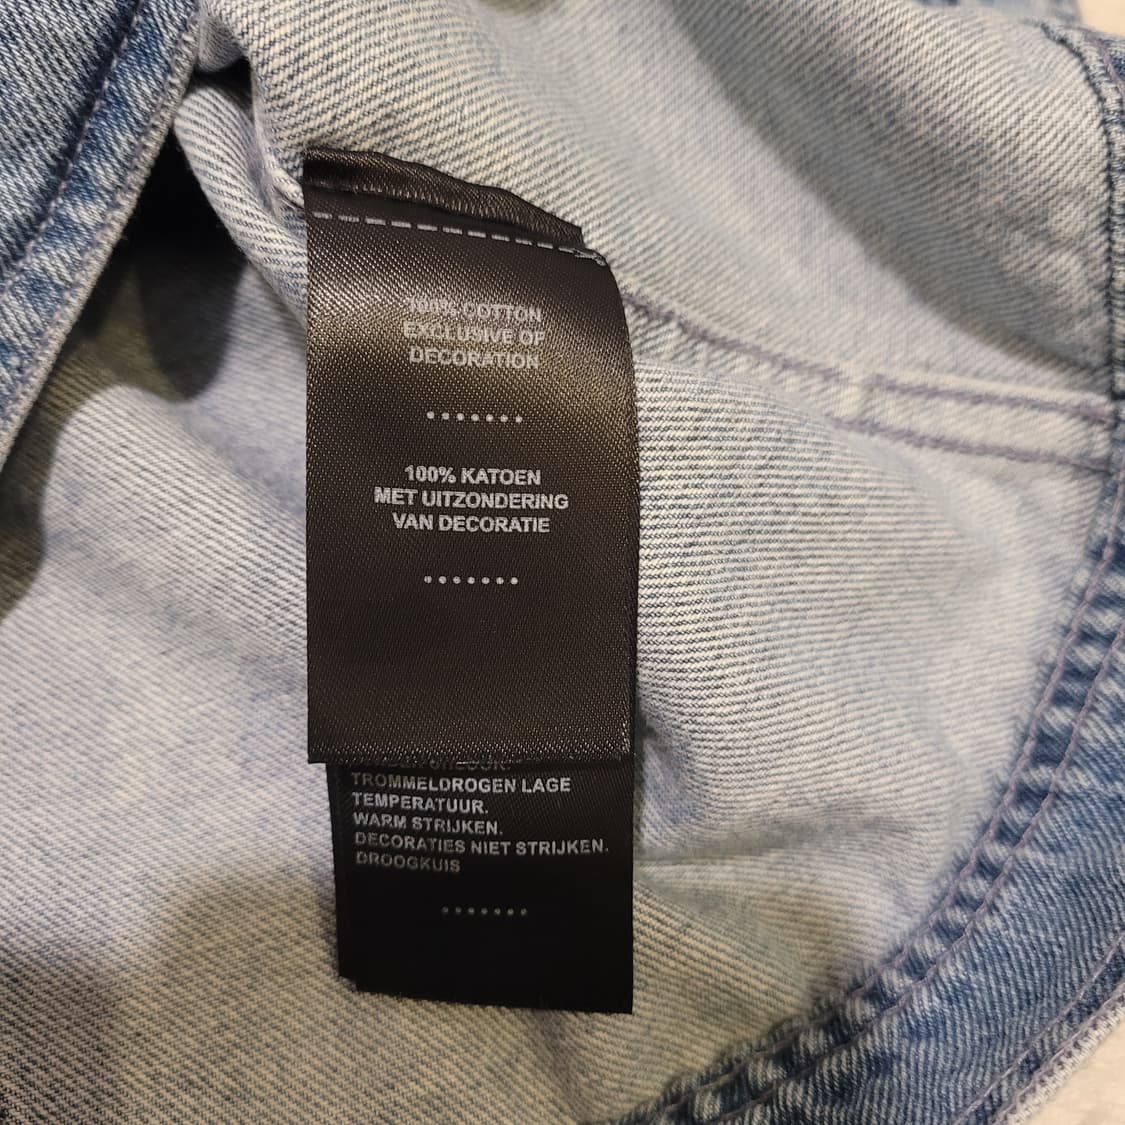 100% COTTON
EXCLUSIVE OF
DECORATION
100% KATOEN
MET UITZONDERING
VAN DECORATIE
TROMMELDROGEN LAGE
TEMPERATUUR.
WARM STRIJKEN.
DECORATIES NIET STRIJKEN.
DROOGKUIS